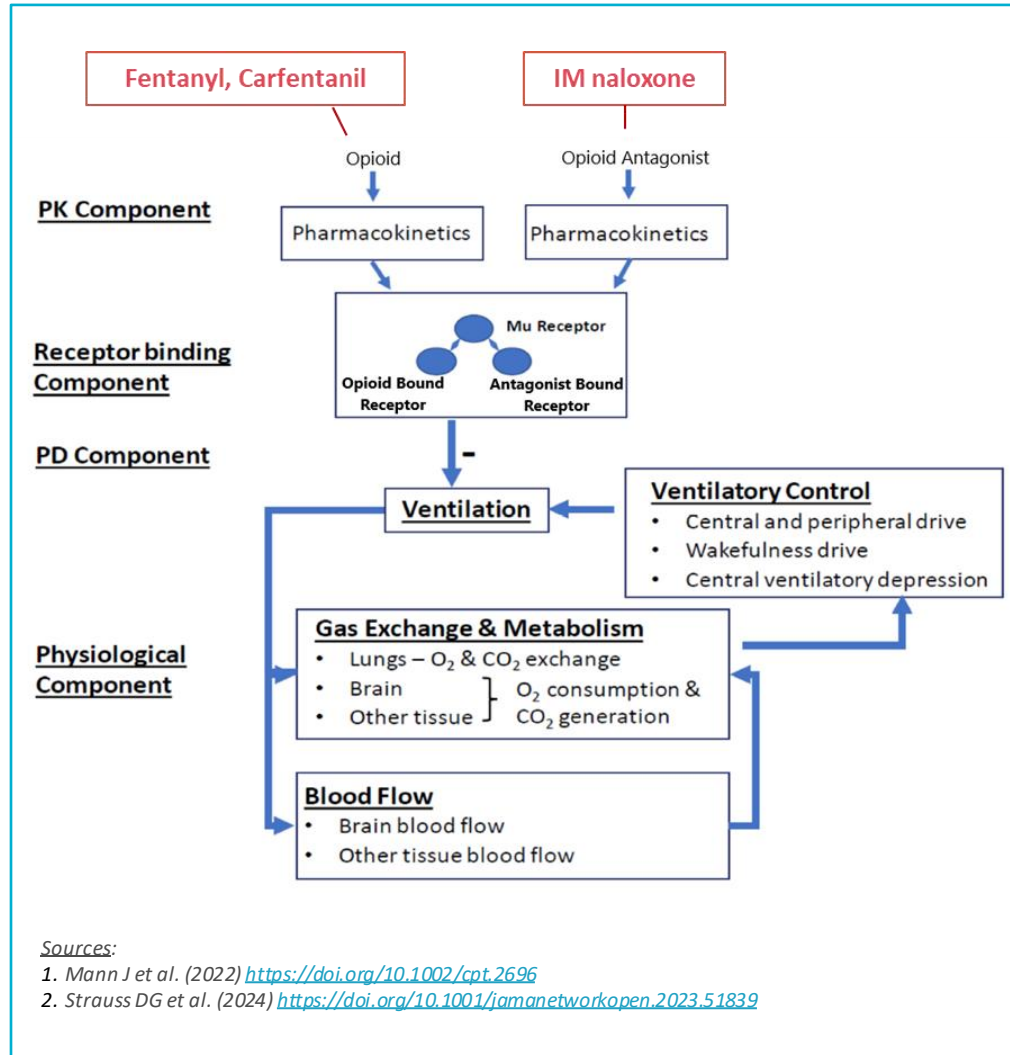 Fentanyl, Carfentanil
IM naloxone
Opioid
Opioid Antagonist
PK Component
Pharmacokinetics
Pharmacokinetics
Mu Receptor
Receptor binding
Component
Opioid Bound
Receptor
Antagonist Bound
Receptor
PD Component
-
Ventilation
Ventilatory Control
• Central and peripheral drive
• Wakefulness drive
• Central ventilatory depression
Physiological
Component
Gas Exchange & Metabolism
• Lungs – O₂ & CO₂ exchange
• Brain
• Other tissue
O₂ consumption &
CO₂ generation
Blood Flow
• Brain blood flow
• Other tissue blood flow
Sources:
1. Mann J et al. (2022) https://doi.org/10.1002/cpt.2696
2. Strauss DG et al. (2024) https://doi.org/10.1001/jamanetworkopen.2023.51839